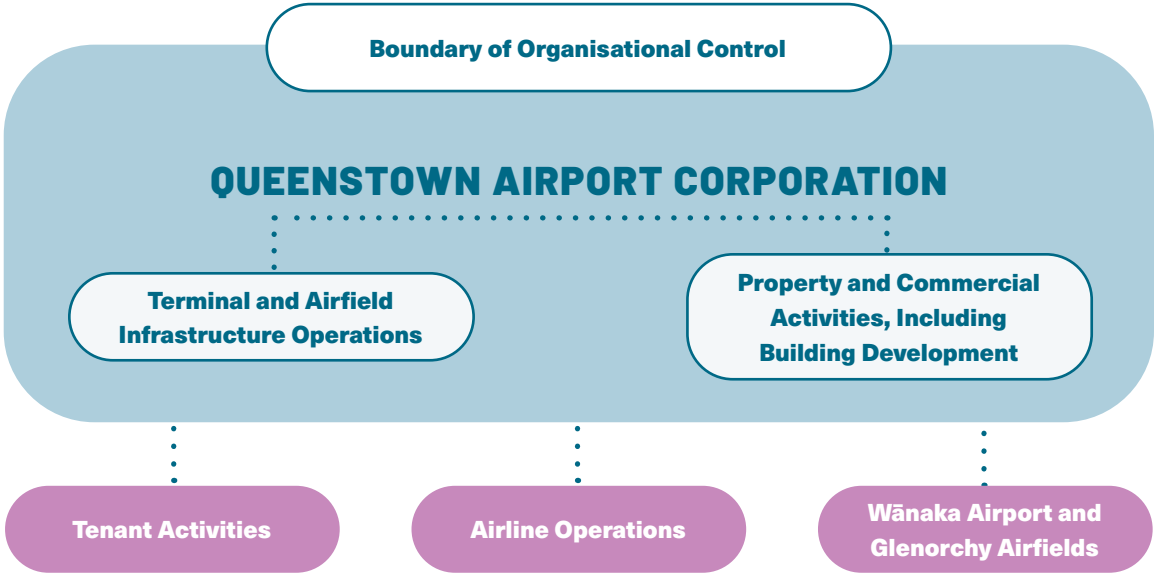 Boundary of Organisational Control
QUEENSTOWN AIRPORT CORPORATION
Terminal and Airfield
Infrastructure Operations
Property and Commercial
Activities, Including
Building Development
Tenant Activities
Airline Operations
Wānaka Airport and
Glenorchy Airfields